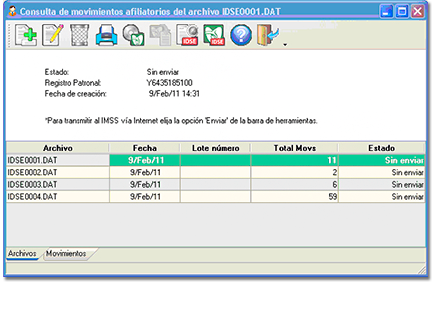 Consulta de movimientos afiliatorios del archivo IDSE0001.DAT
IDSE
Estado: Sin enviar
Registro Patronal: Y6435185100
Fecha de creación: 9/Feb/11 14:31
*Para transmitir al IMSS vía Internet elija la opción 'Enviar' de la barra de herramientas.
Archivo Fecha Lote número Total Movs Estado
IDSE0001.DAT 9/Feb/11 11 Sin enviar
IDSE0002.DAT 9/Feb/11 2 Sin enviar
IDSE0003.DAT 9/Feb/11 6 Sin enviar
IDSE0004.DAT 9/Feb/11 59 Sin enviar
Archivos Movimientos